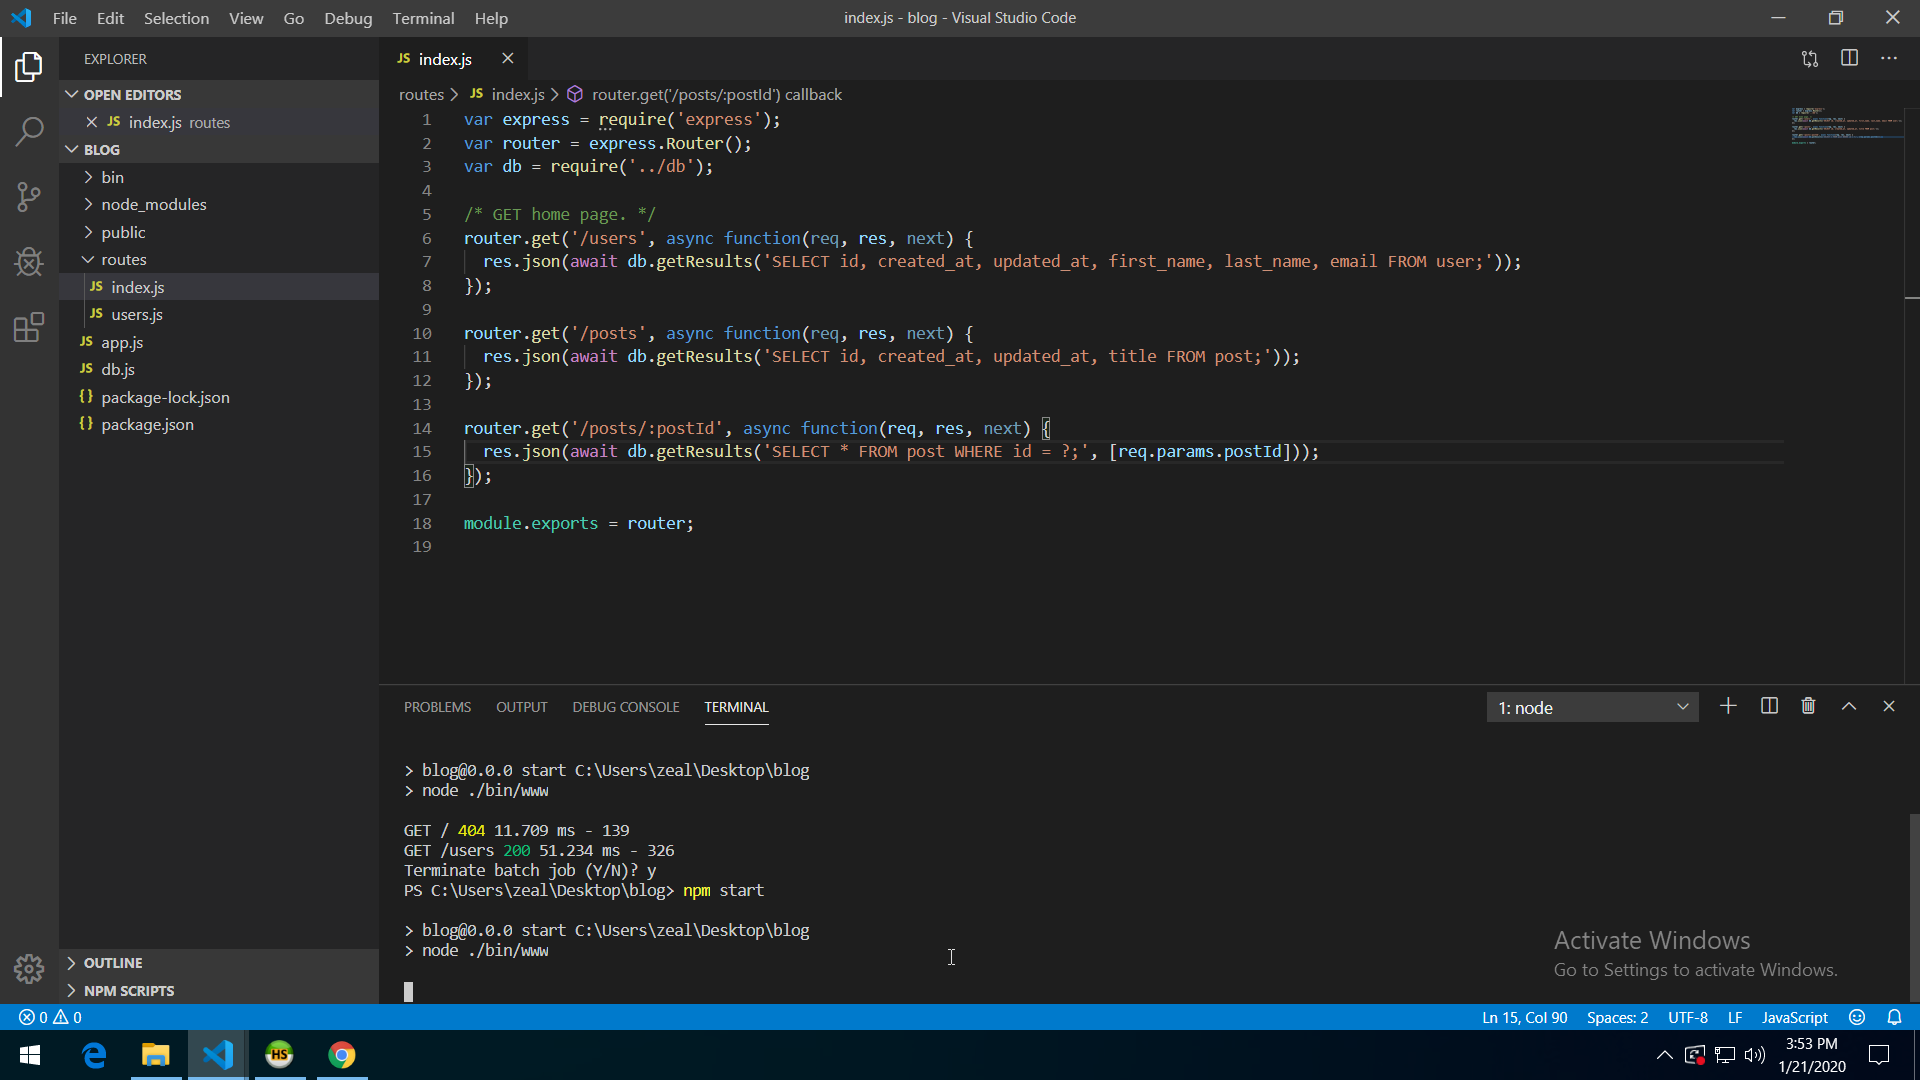 File Edit Selection View Go Debug Terminal Help
index.js - blog - Visual Studio Code
EXPLORER
OPEN EDITORS
JS index.js routes
BLOG
bin
node_modules
public
routes
JS index.js
JS users.js
JS app.js
JS db.js
{} package-lock.json
{} package.json
OUTLINE
NPM SCRIPTS
JS index.js
routes > JS index.js > router.get('/posts/:postId') callback
1 var express = require('express');
2 var router = express.Router();
3 var db = require('../db');
4
5 /* GET home page. */
6 router.get('/users', async function(req, res, next) {
7 res.json(await db.getResults('SELECT id, created_at, updated_at, first_name, last_name, email FROM user;'));
8 });
9
10 router.get('/posts', async function(req, res, next) {
11 res.json(await db.getResults('SELECT id, created_at, updated_at, title FROM post;'));
12 });
13
14 router.get('/posts/:postId', async function(req, res, next) {
15 res.json(await db.getResults('SELECT * FROM post WHERE id = ?;', [req.params.postId]));
16 });
17
18 module.exports = router;
19
PROBLEMS OUTPUT DEBUG CONSOLE TERMINAL
1: node
> blog@0.0.0 start C:\Users\zeal\Desktop\blog
> node ./bin/www
GET / 404 11.709 ms - 139
GET /users 200 51.234 ms - 326
Terminate batch job (Y/N)? y
PS C:\Users\zeal\Desktop\blog> npm start
> blog@0.0.0 start C:\Users\zeal\Desktop\blog
> node ./bin/www
Activate Windows
Go to Settings to activate Windows.
0 0
Ln 15, Col 90 Spaces: 2 UTF-8 LF JavaScript
HS
3:53 PM
1/21/2020